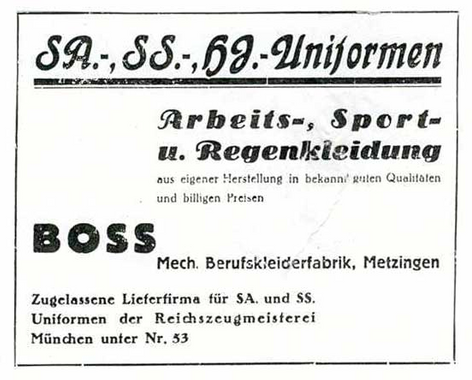 SA.-, SS.-, HJ.-Uniformen
Arbeits-, Sport-
u. Regenkleidung
aus eigener Herstellung in bekannt guten Qualitäten
und billigen Preisen
BOSS
Mech. Berufskleiderfabrik, Metzingen
Zugelassene Lieferfirma für SA. und SS.
Uniformen der Reichszeugmeisterei
München unter Nr. 53